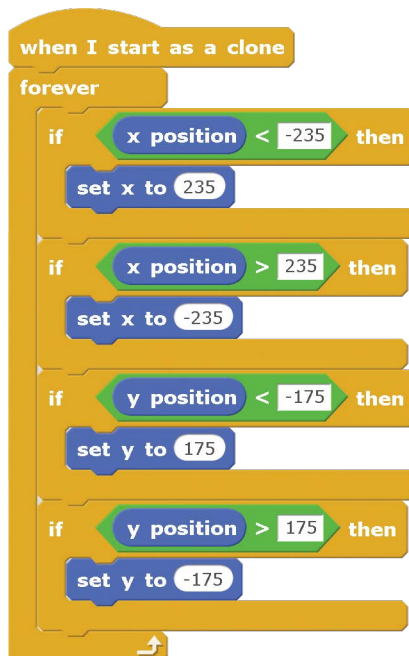 when I start as a clone
forever
if x position < -235 then
set x to 235
if x position > 235 then
set x to -235
if y position < -175 then
set y to 175
if y position > 175 then
set y to -175